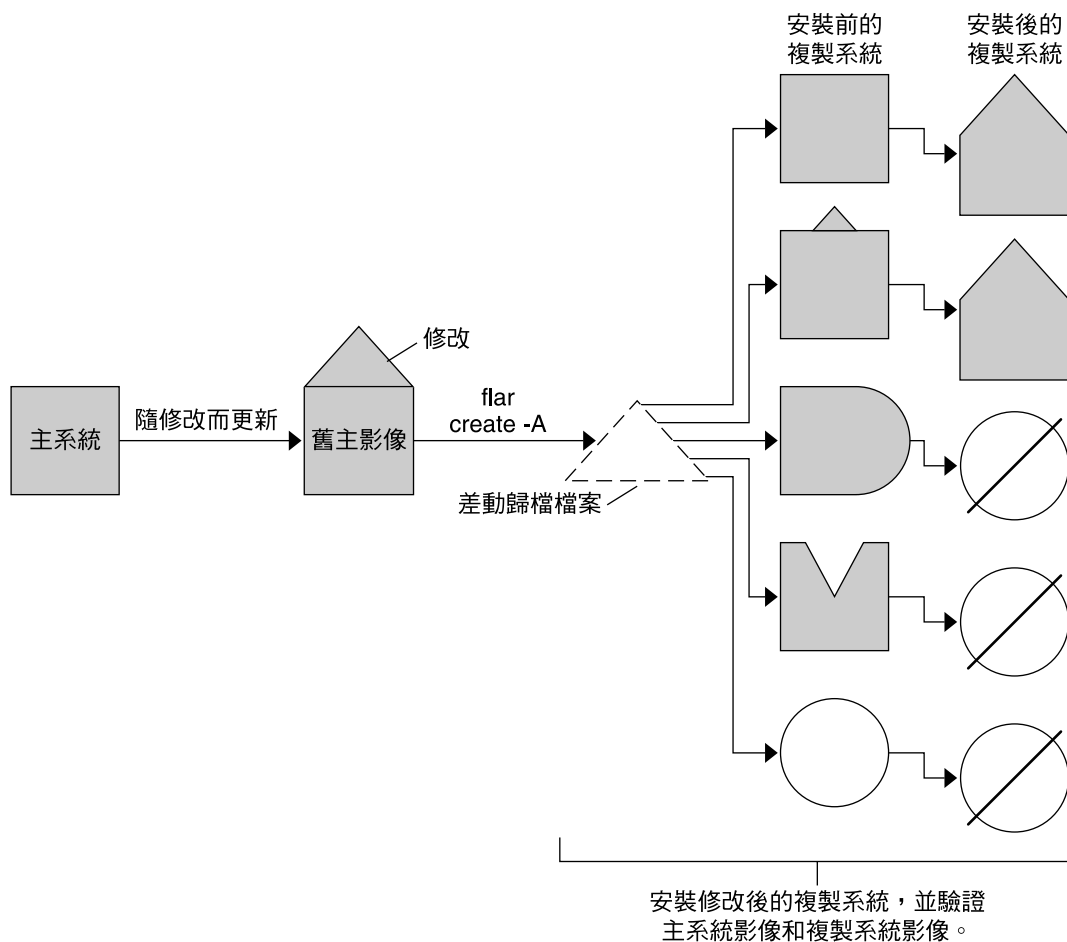 安裝前的
複製系統
安裝後的
複製系統
修改
主系統
隨修改而更新
舊主影像
flar
create -A
差動歸檔檔案
安裝修改後的複製系統，並驗證
主系統影像和複製系統影像。